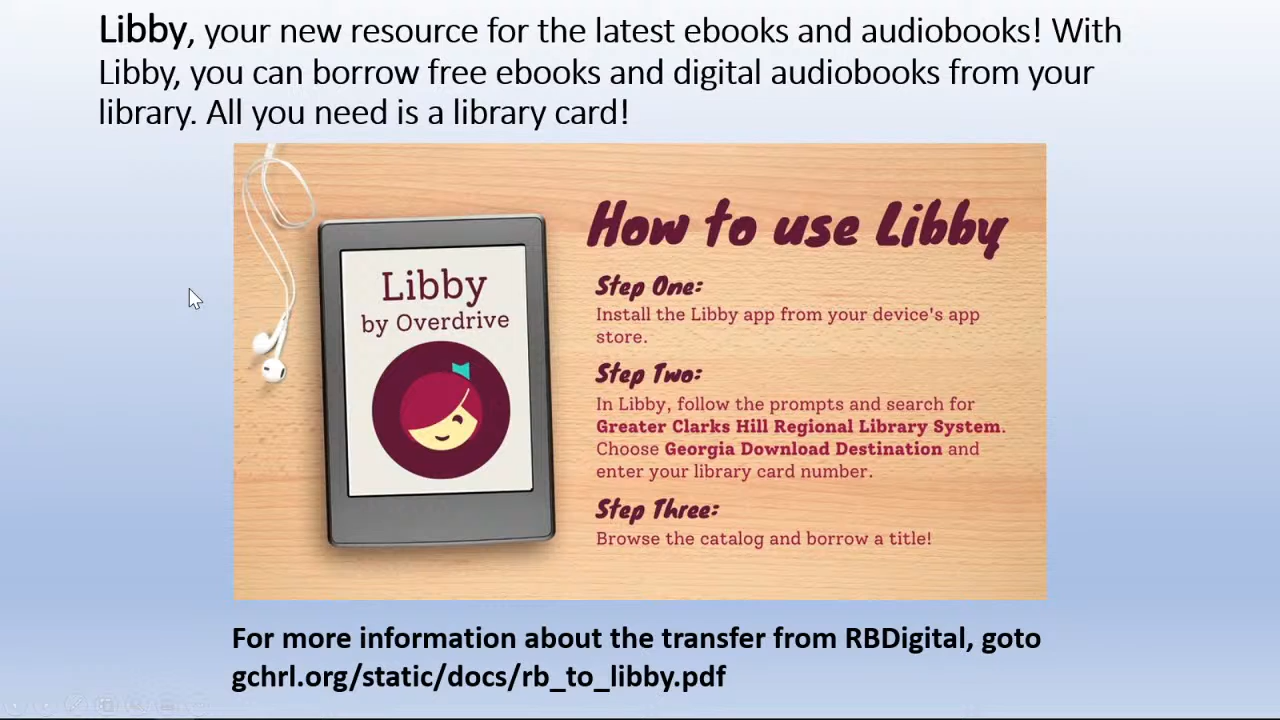 Libby, your new resource for the latest ebooks and audiobooks! With
Libby, you can borrow free ebooks and digital audiobooks from your
library. All you need is a library card!
Libby
by Overdrive
How to use Libby
Step One:
Install the Libby app from your device's app
store.
Step Two:
In Libby, follow the prompts and search for
Greater Clarks Hill Regional Library System.
Choose Georgia Download Destination and
enter your library card number.
Step Three:
Browse the catalog and borrow a title!
For more information about the transfer from RBDigital, goto
gchrl.org/static/docs/rb_to_libby.pdf